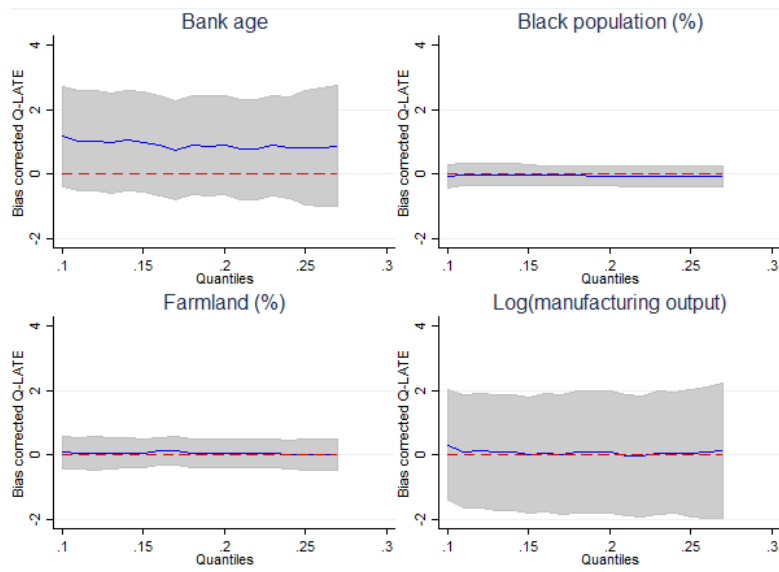 Bank age
Bias corrected Q-LATE
4
2
0
-2
.1 .15 .2 .25 .3
Quantiles
Black population (%)
Bias corrected Q-LATE
4
2
0
-2
.1 .15 .2 .25 .3
Quantiles
Farmland (%)
Bias corrected Q-LATE
4
2
0
-2
.1 .15 .2 .25 .3
Quantiles
Log(manufacturing output)
Bias corrected Q-LATE
4
2
0
-2
.1 .15 .2 .25 .3
Quantiles